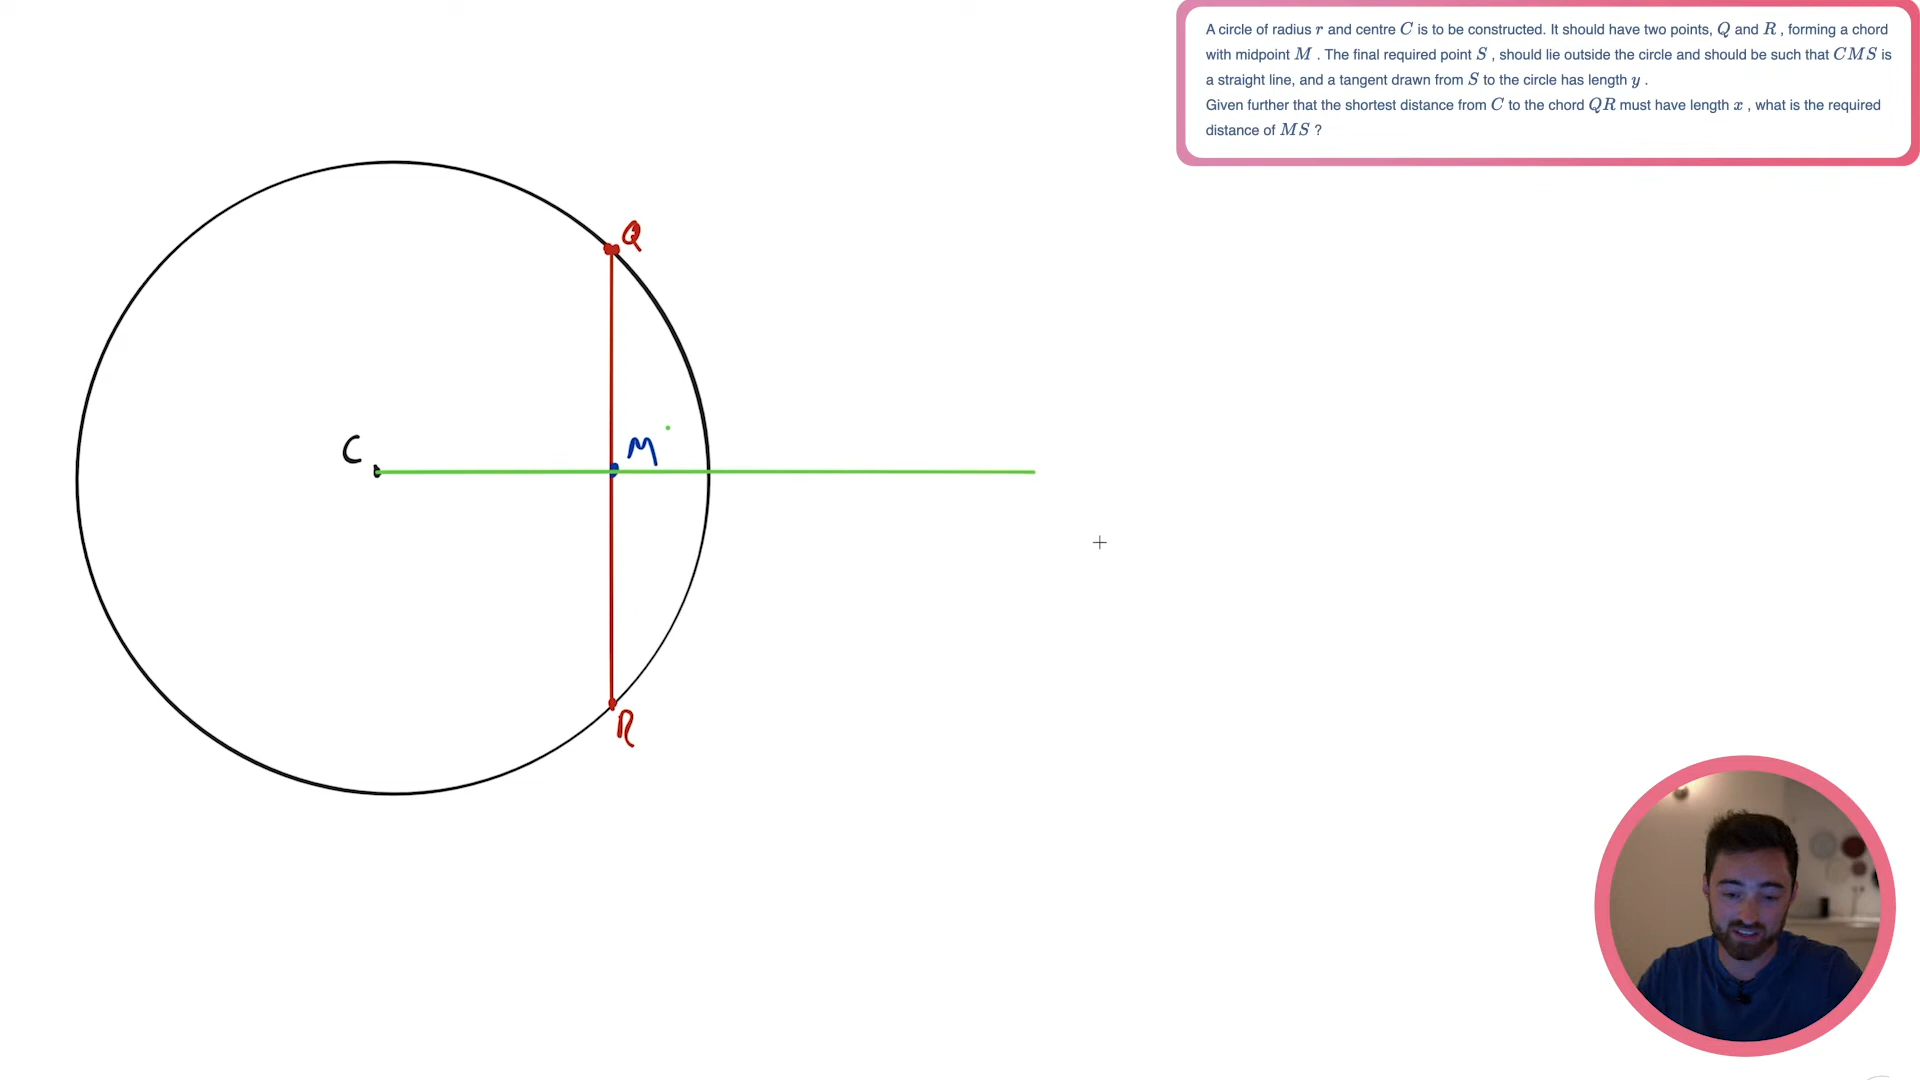 A circle of radius r and centre C is to be constructed. It should have two points, Q and R , forming a chord
with midpoint M . The final required point S , should lie outside the circle and should be such that CMS is
a straight line, and a tangent drawn from S to the circle has length y .
Given further that the shortest distance from C to the chord QR must have length x , what is the required
distance of MS ?
Q
C
M
R